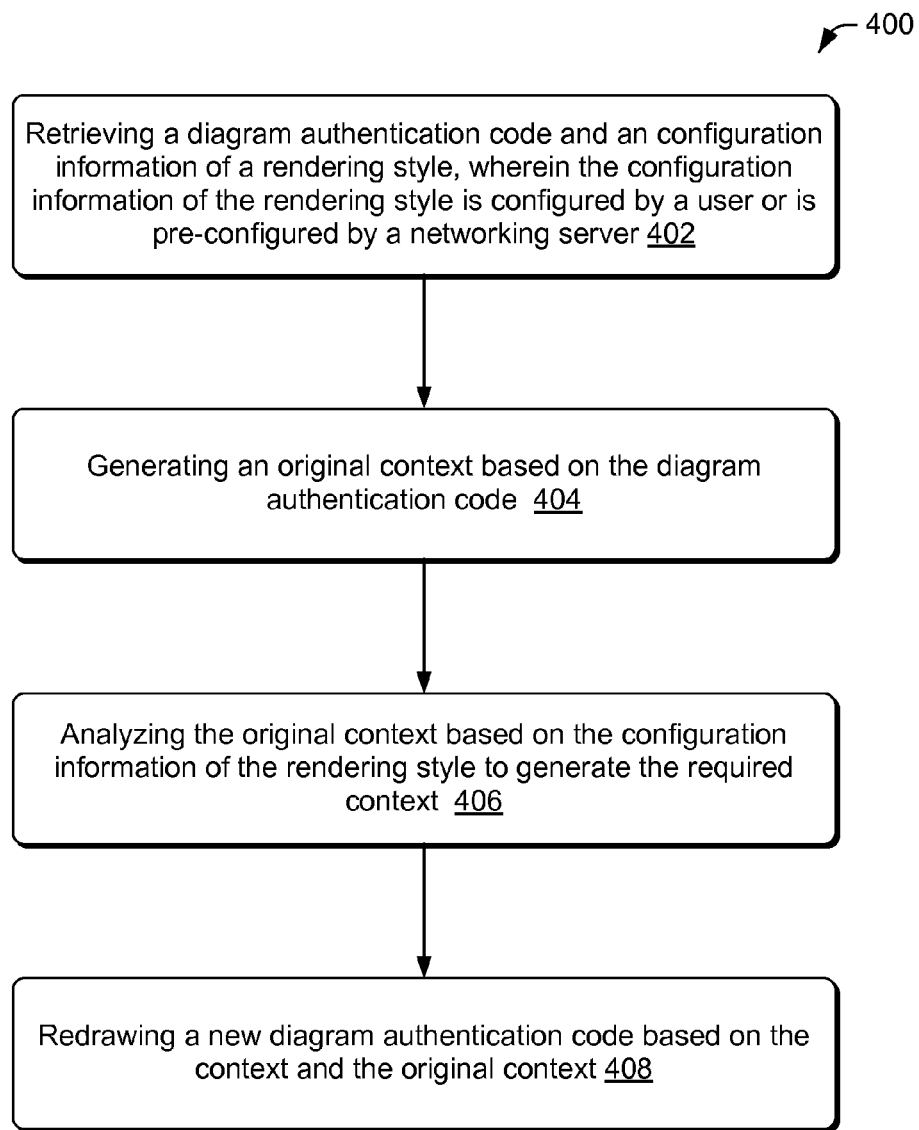 400
Retrieving a diagram authentication code and an configuration
information of a rendering style, wherein the configuration
information of the rendering style is configured by a user or is
pre-configured by a networking server 402
Generating an original context based on the diagram
authentication code 404
Analyzing the original context based on the configuration
information of the rendering style to generate the required
context 406
Redrawing a new diagram authentication code based on the
context and the original context 408